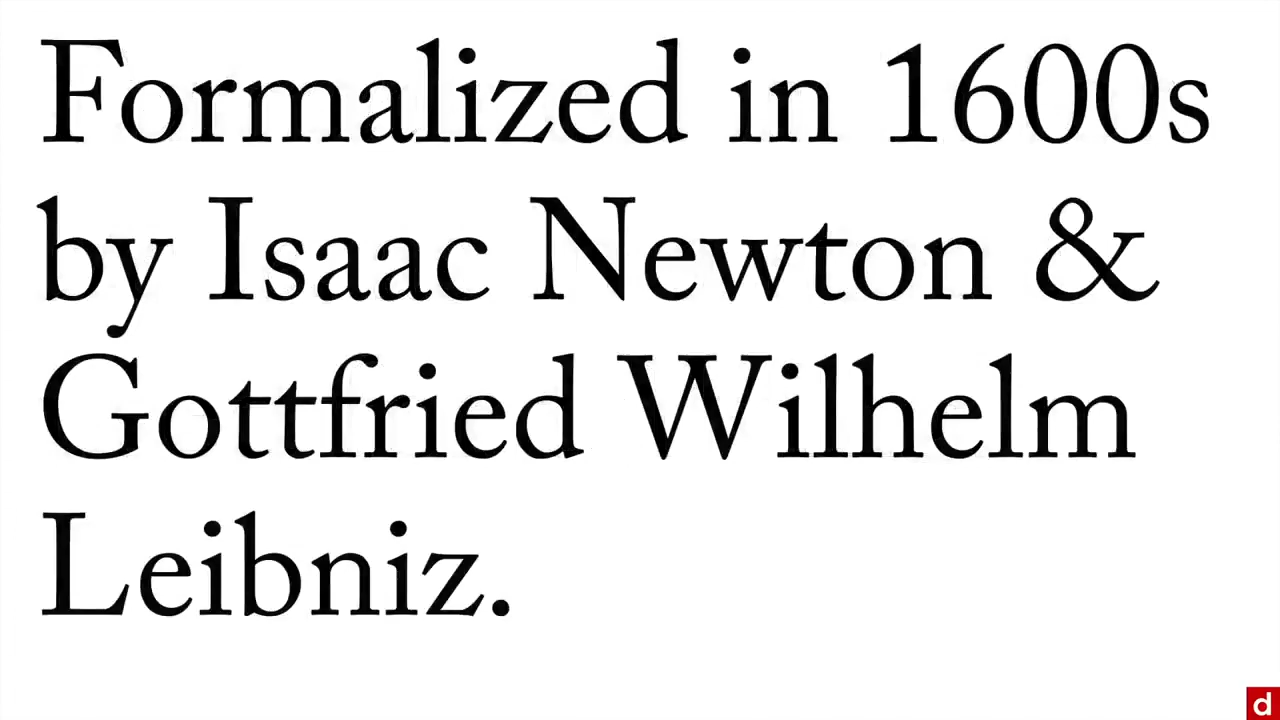 Formalized in 1600s
by Isaac Newton &
Gottfried Wilhelm
Leibniz.
d